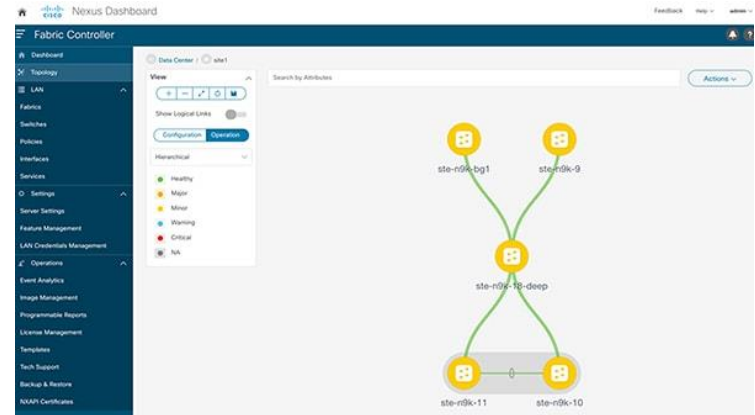 cisco Nexus Dashboard
Feedback Help admin
Fabric Controller
Dashboard
Topology
LAN
Fabrics
Switches
Policies
Interfaces
Services
Settings
Server Settings
Feature Management
LAN Credentials Management
Operations
Event Analytics
Image Management
Programmable Reports
License Management
Templates
Tech Support
Backup & Restore
NXAPI Certificates
Data Center / site1
View
Show Logical Links
Configuration Operation
Hierarchical
Healthy
Major
Minor
Warning
Critical
NA
Search by Attributes
Actions
ste-n9k-bg1
ste-n9k-9
ste-n9k-18-deep
ste-n9k-11
ste-n9k-10